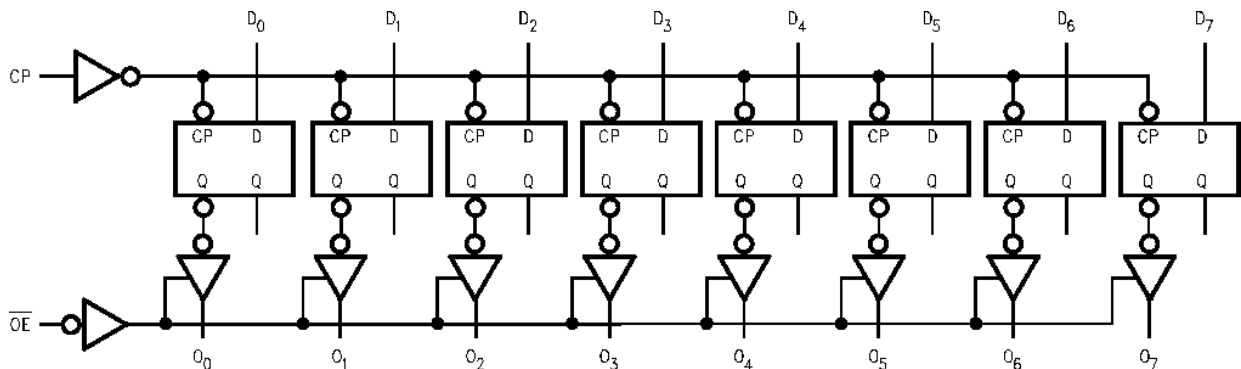 D0 D1 D2 D3 D4 D5 D6 D7
CP
CP D CP D CP D CP D CP D CP D CP D CP D
Q Q Q Q Q Q Q Q Q Q Q Q Q Q Q Q
O̅E̅
O0 O1 O2 O3 O4 O5 O6 O7